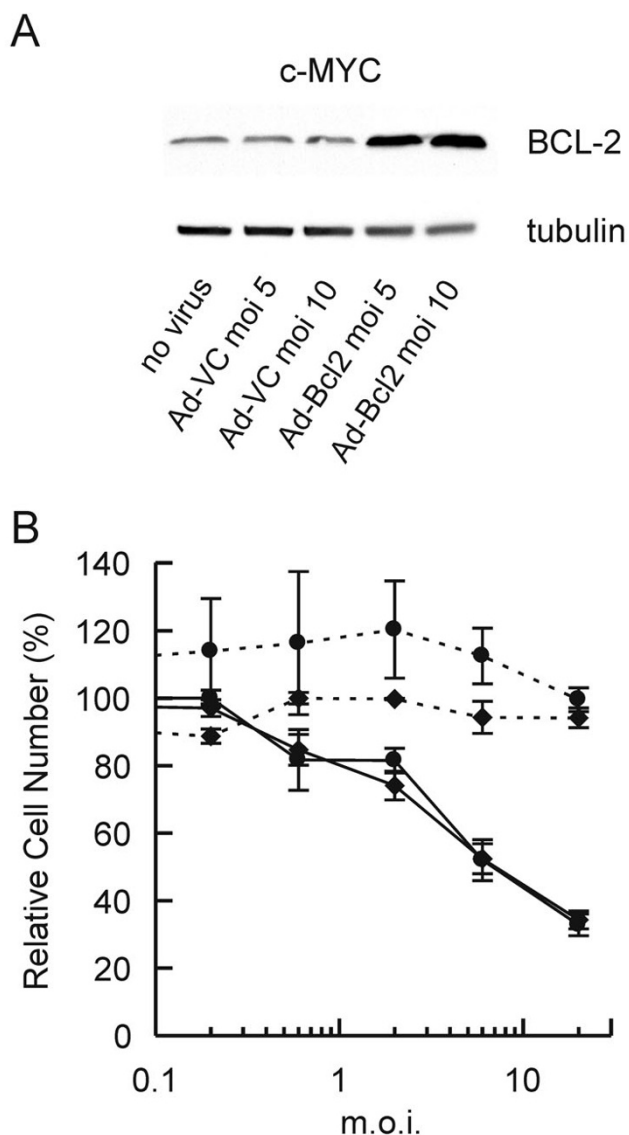 A
c-MYC
BCL-2
tubulin
no virus
Ad-VC moi 5
Ad-VC moi 10
Ad-Bcl2 moi 5
Ad-Bcl2 moi 10
B
Relative Cell Number (%)
140
120
100
80
60
40
20
0
0.1 1 10
m.o.i.